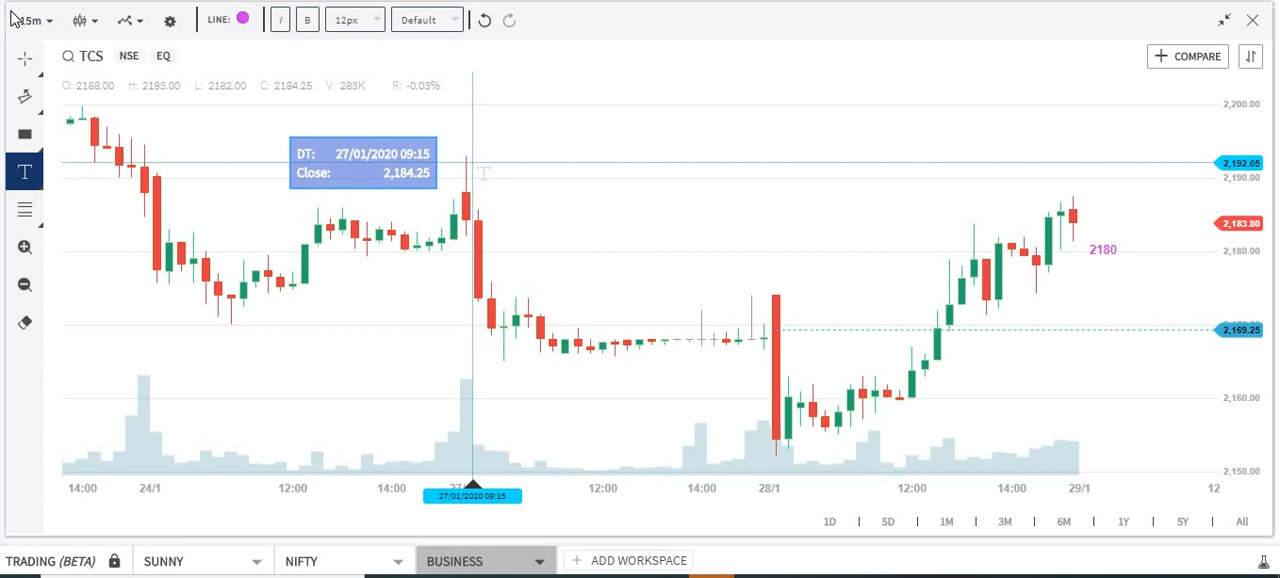 15m LINE: I B 12px Default
TCS NSE EQ + COMPARE
O: 2188.00 H: 2193.00 L: 2182.00 C: 2184.25 V: 283K R: -0.03%
2,200.00
DT: 27/01/2020 09:15
Close: 2,184.25
T
T
2,192.05
2,190.00
2,183.80
2180
2,180.00
2,169.25
2,160.00
2,150.00
14:00 24/1 12:00 14:00 12:00 14:00 28/1 12:00 14:00 29/1 12
27/01/2020 09:15
1D 5D 1M 3M 6M 1Y 5Y All
TRADING (BETA) SUNNY NIFTY BUSINESS + ADD WORKSPACE